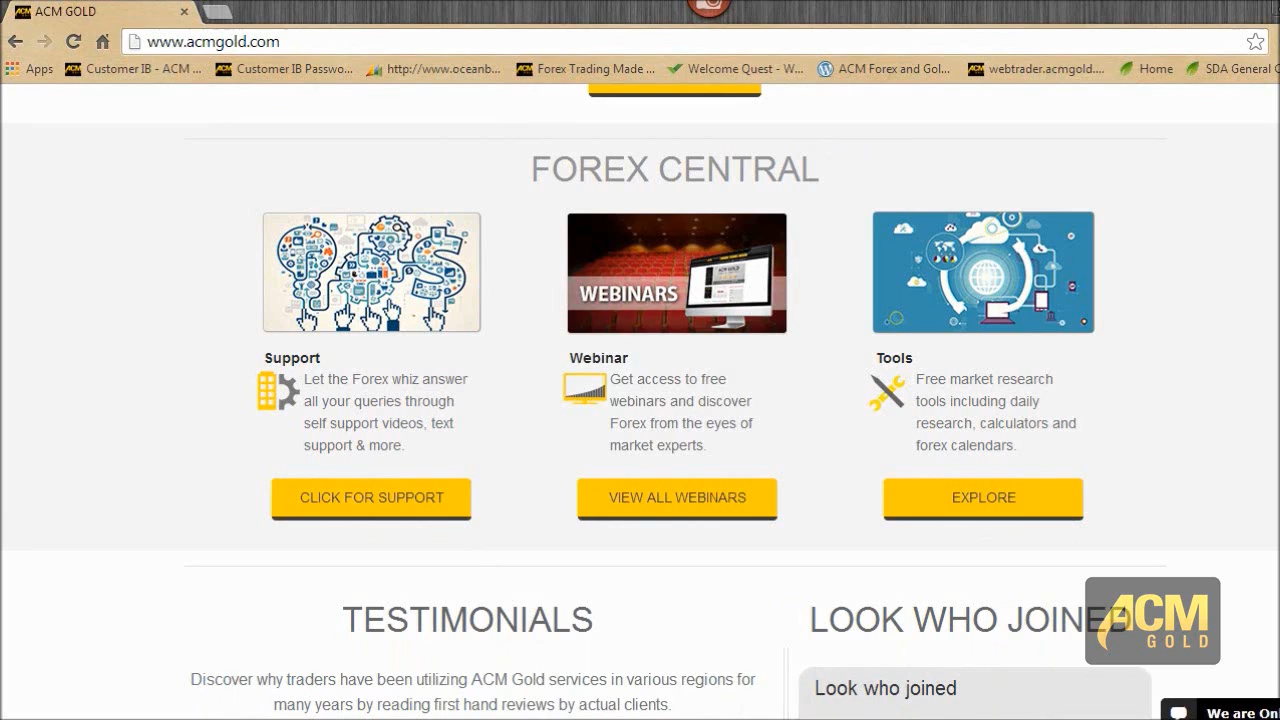 ACM GOLD
www.acmgold.com
Apps Customer IB - ACM ... Customer IB Passwo... http://www.oceanb... Forex Trading Made ... Welcome Quest - W... ACM Forex and Gol... webtrader.acmgold.... Home SDA General C
FOREX CENTRAL
WEBINARS
Support
Let the Forex whiz answer
all your queries through
self support videos, text
support & more.
CLICK FOR SUPPORT
Webinar
Get access to free
webinars and discover
Forex from the eyes of
market experts.
VIEW ALL WEBINARS
Tools
Free market research
tools including daily
research, calculators and
forex calendars.
EXPLORE
TESTIMONIALS
Discover why traders have been utilizing ACM Gold services in various regions for
many years by reading first hand reviews by actual clients.
LOOK WHO JOINED
Look who joined
ACM
GOLD
We are On